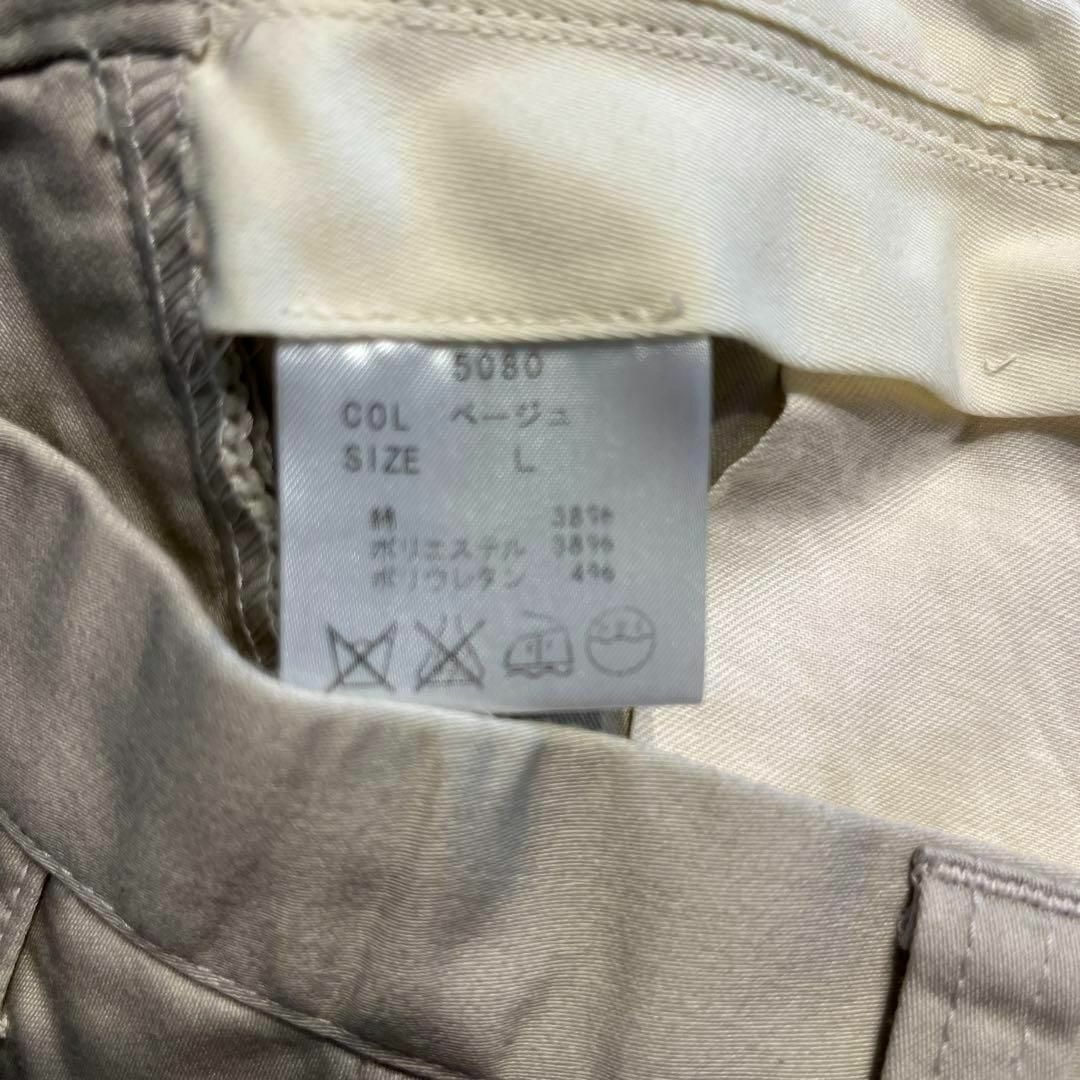 5080
COL ベージュ
SIZE L
綿 38%
ポリエステル 38%
ポリウレタン 4%